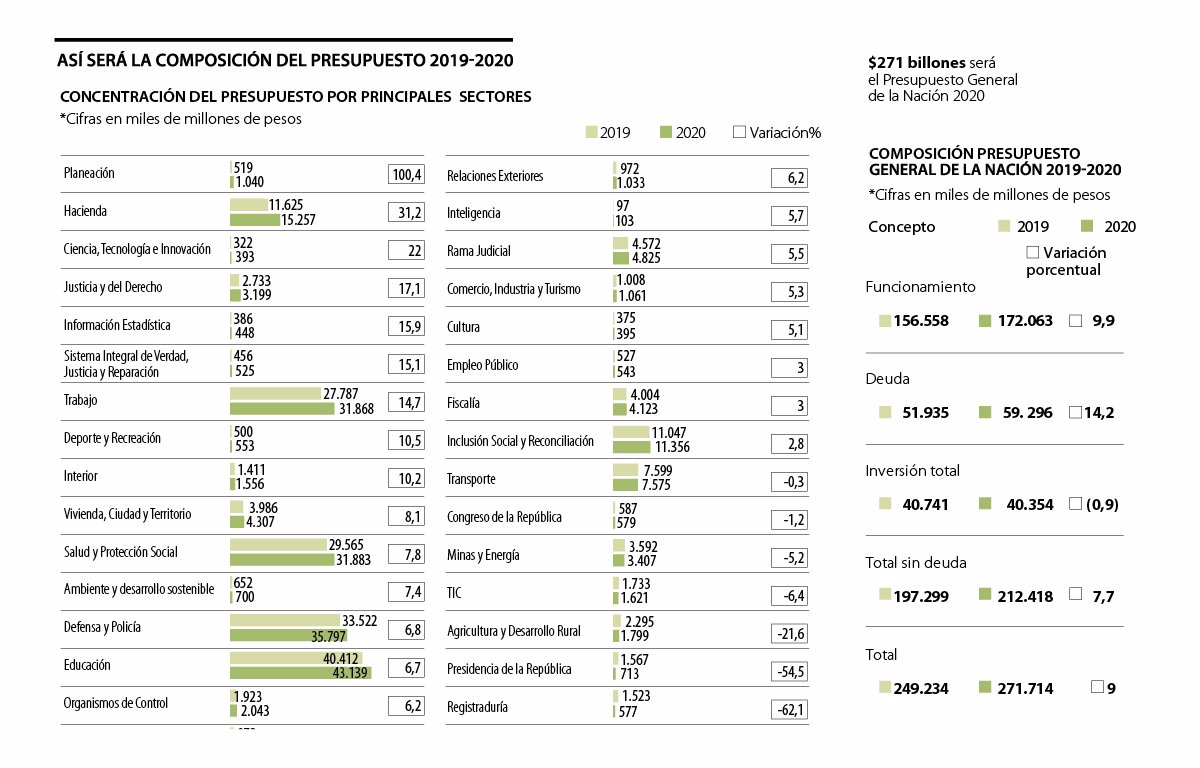 ASÍ SERÁ LA COMPOSICIÓN DEL PRESUPUESTO 2019-2020
CONCENTRACIÓN DEL PRESUPUESTO POR PRINCIPALES SECTORES
*Cifras en miles de millones de pesos
2019 2020 Variación%
Planeación 519 1.040 100,4
Hacienda 11.625 15.257 31,2
Ciencia, Tecnología e Innovación 322 393 22
Justicia y del Derecho 2.733 3.199 17,1
Información Estadística 386 448 15,9
Sistema Integral de Verdad,
Justicia y Reparación 456 525 15,1
Trabajo 27.787 31.868 14,7
Deporte y Recreación 500 553 10,5
Interior 1.411 1.556 10,2
Vivienda, Ciudad y Territorio 3.986 4.307 8,1
Salud y Protección Social 29.565 31.883 7,8
Ambiente y desarrollo sostenible 652 700 7,4
Defensa y Policía 33.522 35.797 6,8
Educación 40.412 43.139 6,7
Organismos de Control 1.923 2.043 6,2
Relaciones Exteriores 972 1.033 6,2
Inteligencia 97 103 5,7
Rama Judicial 4.572 4.825 5,5
Comercio, Industria y Turismo 1.008 1.061 5,3
Cultura 375 395 5,1
Empleo Público 527 543 3
Fiscalía 4.004 4.123 3
Inclusión Social y Reconciliación 11.047 11.356 2,8
Transporte 7.599 7.575 -0,3
Congreso de la República 587 579 -1,2
Minas y Energía 3.592 3.407 -5,2
TIC 1.733 1.621 -6,4
Agricultura y Desarrollo Rural 2.295 1.799 -21,6
Presidencia de la República 1.567 713 -54,5
Registraduría 1.523 577 -62,1
$271 billones será
el Presupuesto General
de la Nación 2020
COMPOSICIÓN PRESUPUESTO
GENERAL DE LA NACIÓN 2019-2020
*Cifras en miles de millones de pesos
Concepto 2019 2020
Variación
porcentual
Funcionamiento
156.558 172.063 9,9
Deuda
51.935 59. 296 14,2
Inversión total
40.741 40.354 (0,9)
Total sin deuda
197.299 212.418 7,7
Total
249.234 271.714 9